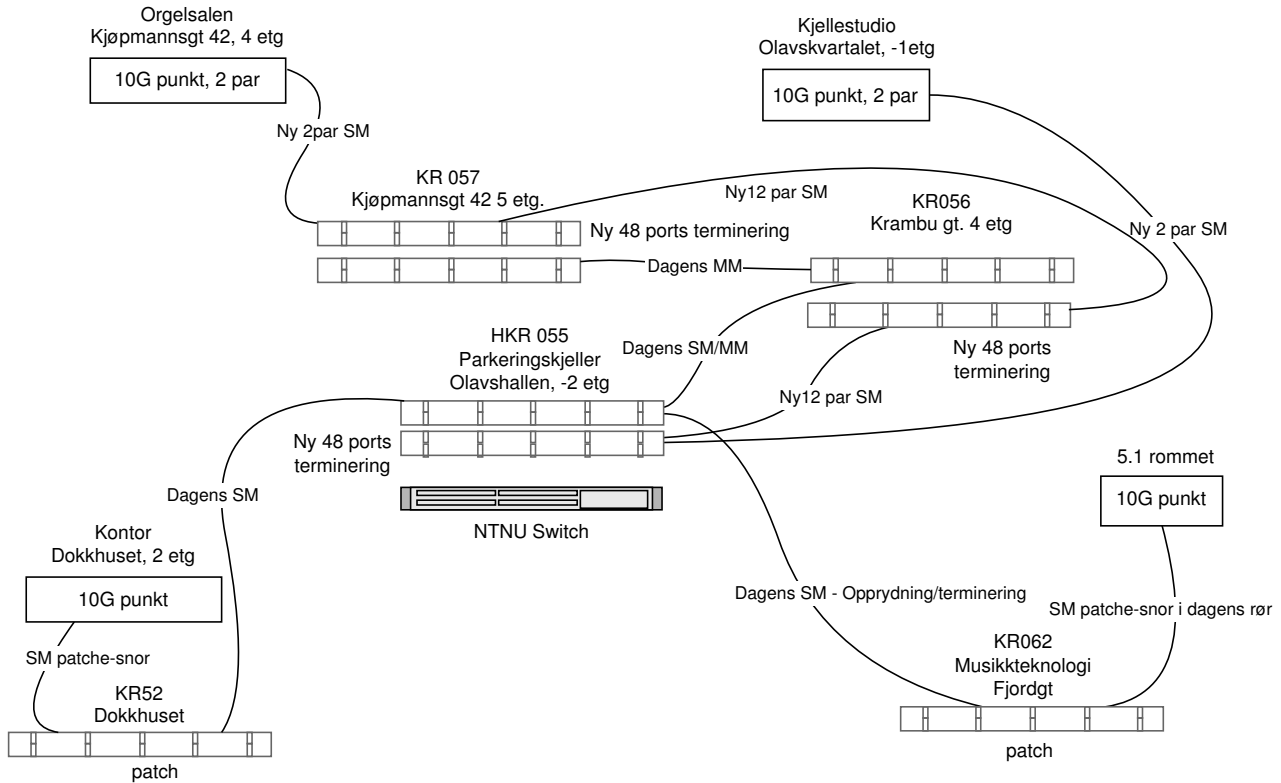 Orgelsalen
Kjøpmannsgt 42, 4 etg
10G punkt, 2 par
Kjellestudio
Olavskvartalet, -1etg
10G punkt, 2 par
Ny 2par SM
KR 057
Kjøpmannsgt 42 5 etg.
Ny12 par SM
KR056
Krambu gt. 4 etg
Ny 48 ports terminering
Ny 2 par SM
Dagens MM
HKR 055
Parkeringskjeller
Olavshallen, -2 etg
Dagens SM/MM
Ny 48 ports
terminering
Ny12 par SM
Ny 48 ports
terminering
Dagens SM
NTNU Switch
5.1 rommet
10G punkt
Kontor
Dokkhuset, 2 etg
10G punkt
Dagens SM - Opprydning/terminering
SM patche-snor i dagens rør
SM patche-snor
KR52
Dokkhuset
patch
KR062
Musikkteknologi
Fjordgt
patch